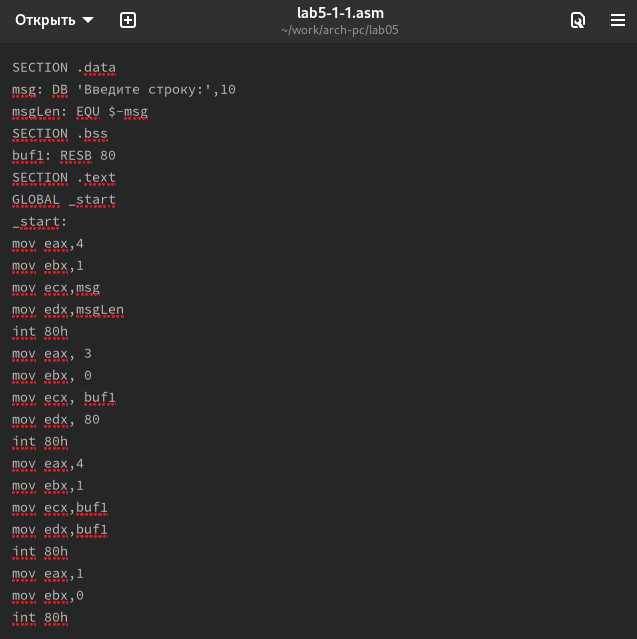 Открыть
lab5-1-1.asm
~/work/arch-pc/lab05
SECTION .data
msg: DB 'Введите строку:',10
msgLen: EQU $-msg
SECTION .bss
buf1: RESB 80
SECTION .text
GLOBAL _start
_start:
mov eax,4
mov ebx,1
mov ecx,msg
mov edx,msgLen
int 80h
mov eax, 3
mov ebx, 0
mov ecx, buf1
mov edx, 80
int 80h
mov eax,4
mov ebx,1
mov ecx,buf1
mov edx,buf1
int 80h
mov eax,1
mov ebx,0
int 80h